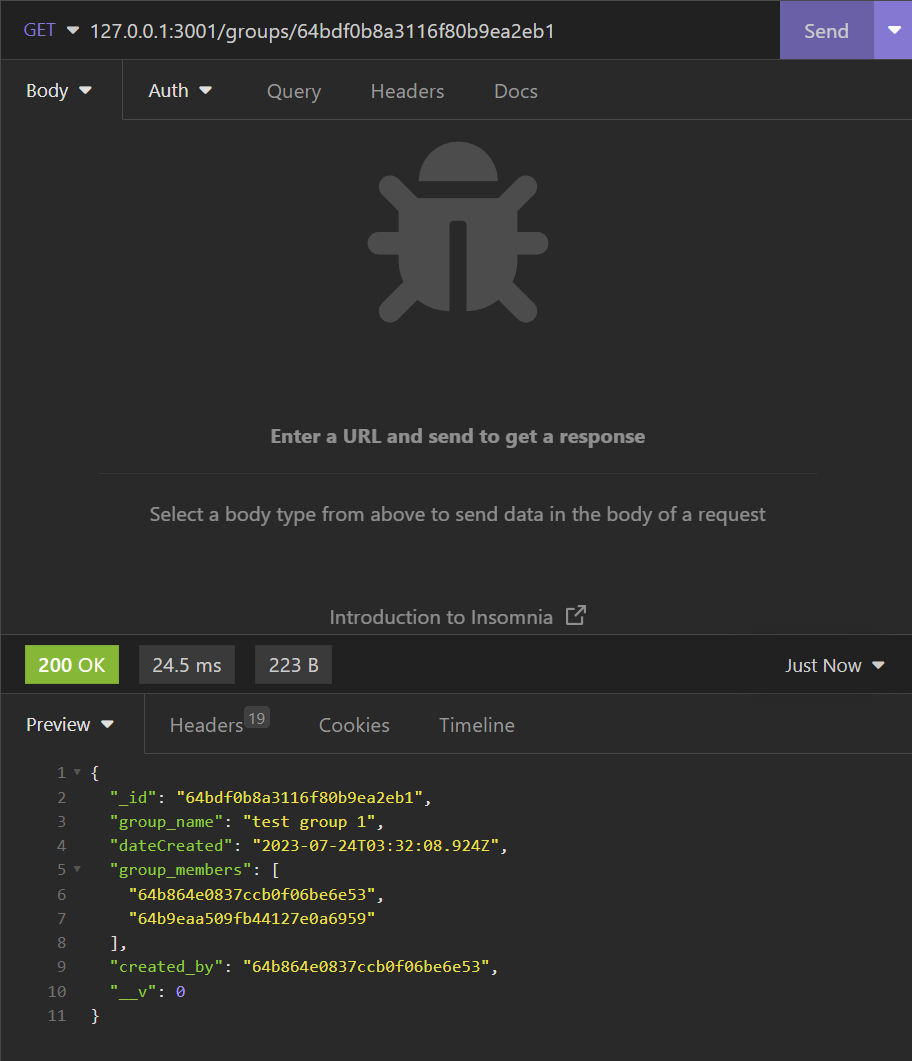 GET 127.0.0.1:3001/groups/64bdf0b8a3116f80b9ea2eb1 Send
Body Auth Query Headers Docs
Enter a URL and send to get a response
Select a body type from above to send data in the body of a request
Introduction to Insomnia
200 OK 24.5 ms 223 B Just Now
Preview Headers 19 Cookies Timeline
1 {
2 "_id": "64bdf0b8a3116f80b9ea2eb1",
3 "group_name": "test group 1",
4 "dateCreated": "2023-07-24T03:32:08.924Z",
5 "group_members": [
6 "64b864e0837ccb0f06be6e53",
7 "64b9eaa509fb44127e0a6959"
8 ],
9 "created_by": "64b864e0837ccb0f06be6e53",
10 "__v": 0
11 }